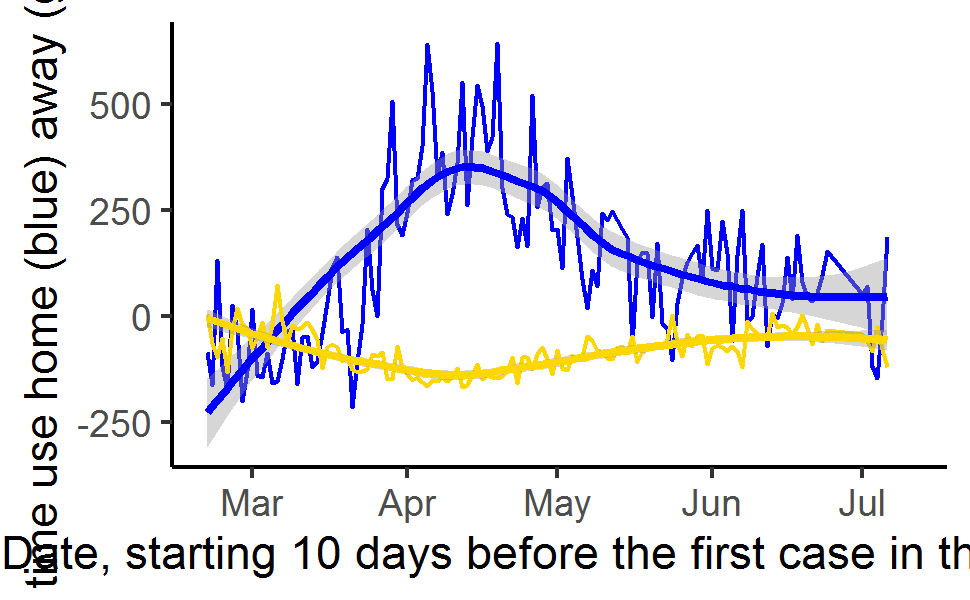 time use home (blue) away (
500
250
0
-250
Mar Apr May Jun Jul
Date, starting 10 days before the first case in th